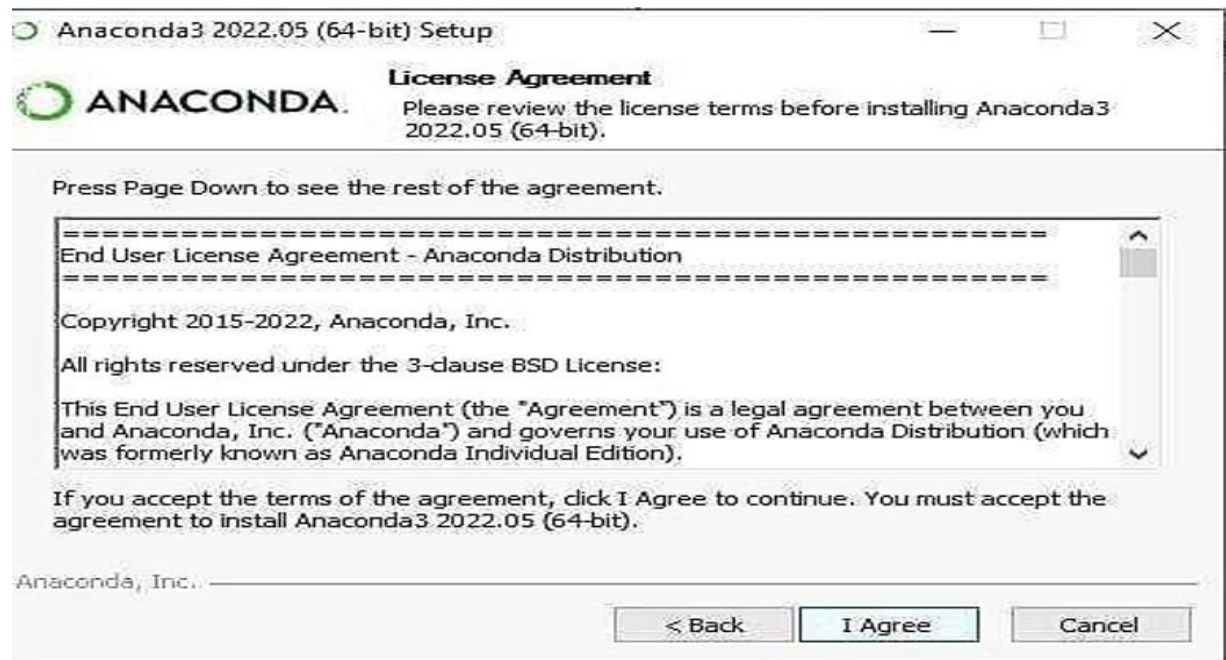 Anaconda3 2022.05 (64-bit) Setup
ANACONDA.
License Agreement
Please review the license terms before installing Anaconda3
2022.05 (64-bit).
Press Page Down to see the rest of the agreement.
====================================================
End User License Agreement - Anaconda Distribution
====================================================
Copyright 2015-2022, Anaconda, Inc.
All rights reserved under the 3-clause BSD License:
This End User License Agreement (the "Agreement") is a legal agreement between you
and Anaconda, Inc. ("Anaconda") and governs your use of Anaconda Distribution (which
was formerly known as Anaconda Individual Edition).
If you accept the terms of the agreement, click I Agree to continue. You must accept the
agreement to install Anaconda3 2022.05 (64-bit).
Anaconda, Inc.
< Back
I Agree
Cancel